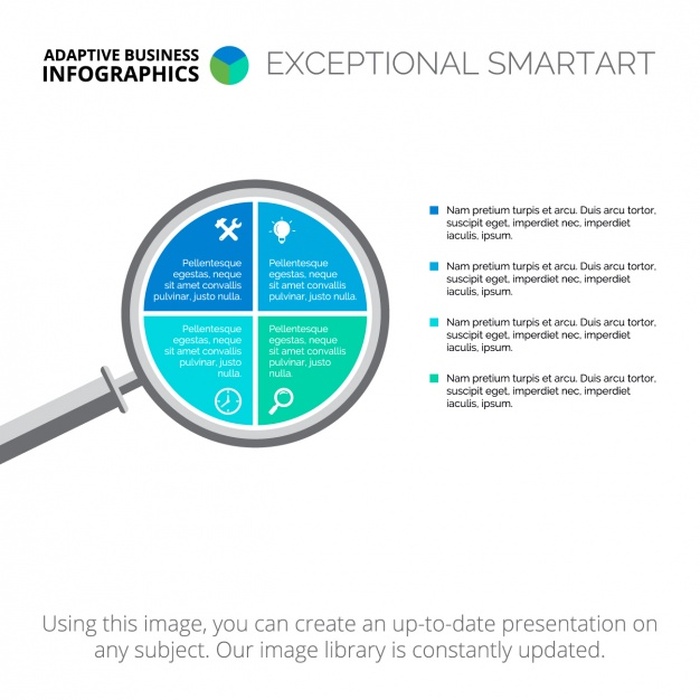 ADAPTIVE BUSINESS
INFOGRAPHICS
EXCEPTIONAL SMARTART
Pellentesque
egestas, neque
sit amet convallis
pulvinar, justo nulla.
Pellentesque
egestas, neque
sit amet convallis
pulvinar, justo nulla.
Pellentesque
egestas, neque
sit amet convallis
pulvinar, justo
nulla.
Pellentesque
egestas, neque
sit amet convallis
pulvinar, justo
nulla.
Nam pretium turpis et arcu. Duis arcu tortor,
suscipit eget, imperdiet nec, imperdiet
iaculis, ipsum.
Nam pretium turpis et arcu. Duis arcu tortor,
suscipit eget, imperdiet nec, imperdiet
iaculis, ipsum.
Nam pretium turpis et arcu. Duis arcu tortor,
suscipit eget, imperdiet nec, imperdiet
iaculis, ipsum.
Nam pretium turpis et arcu. Duis arcu tortor,
suscipit eget, imperdiet nec, imperdiet
iaculis, ipsum.
Using this image, you can create an up-to-date presentation on
any subject. Our image library is constantly updated.